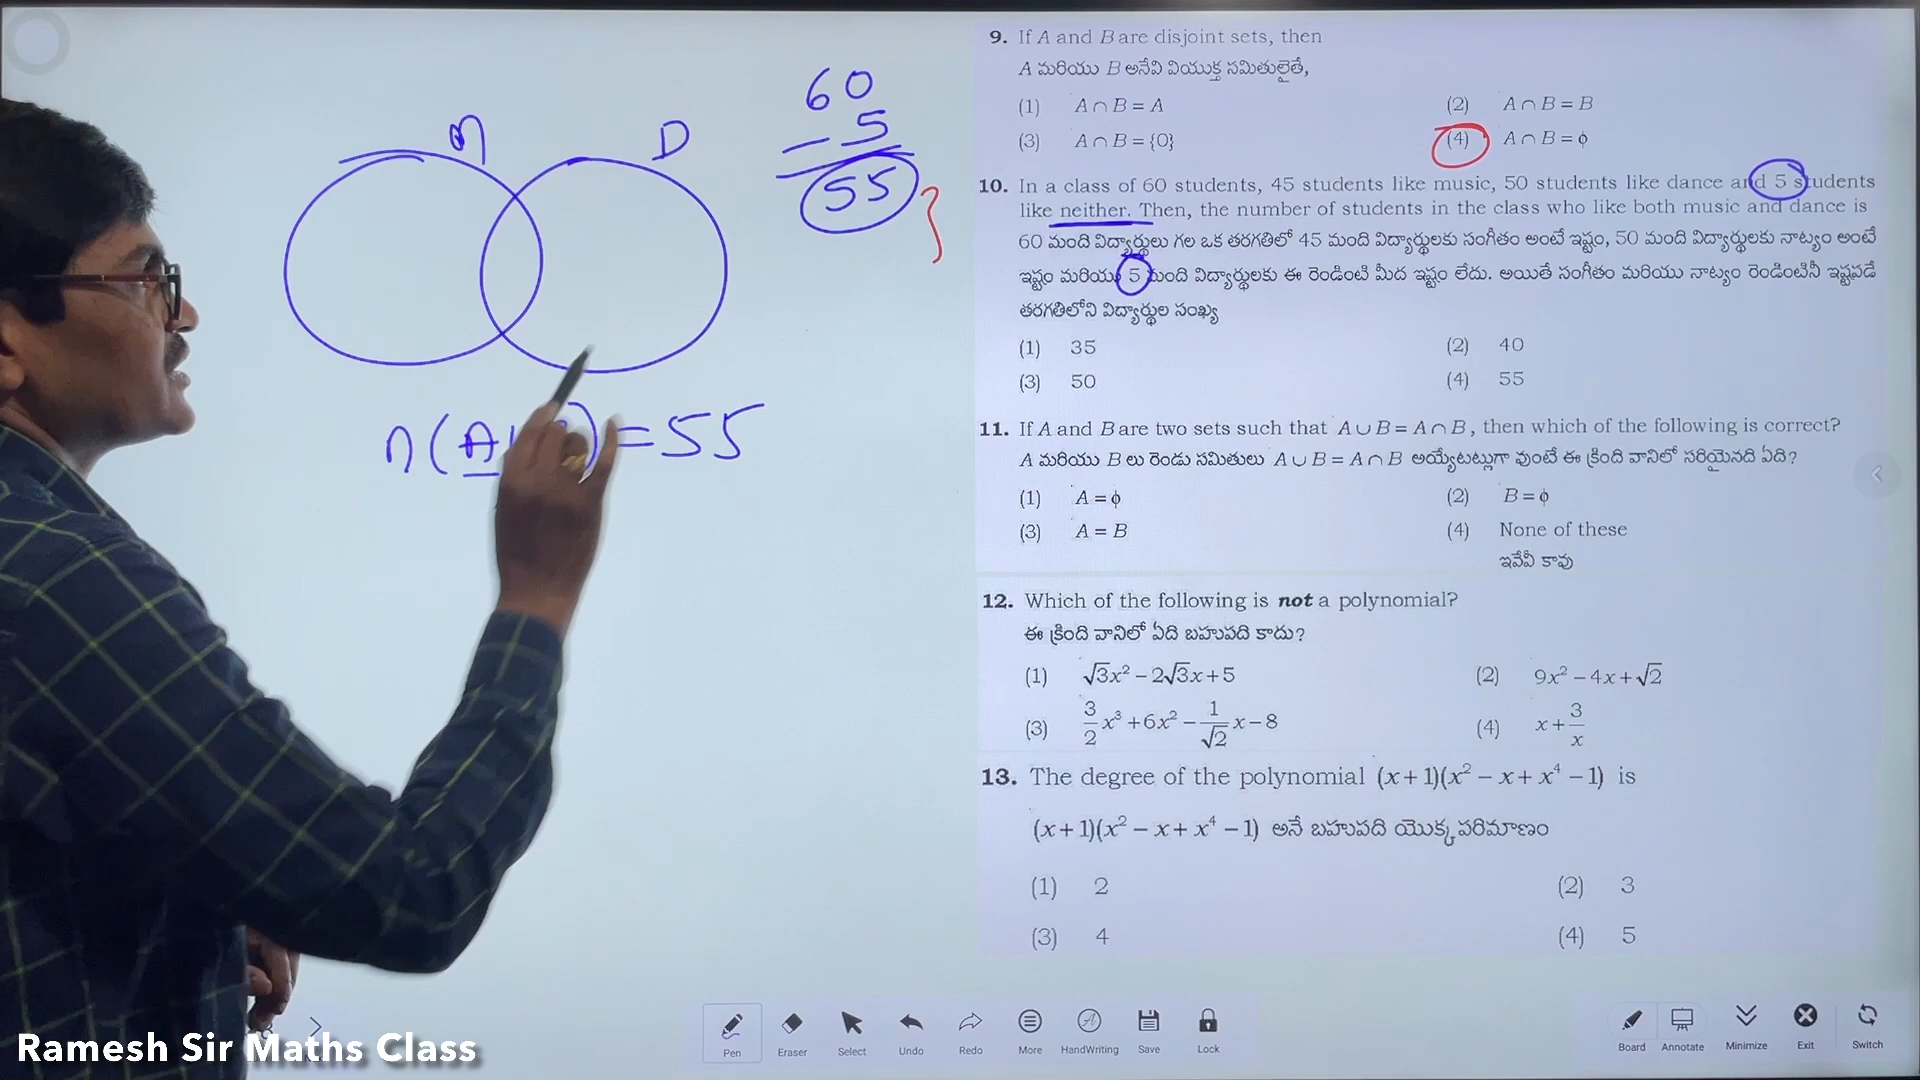 M D
60
- 5
55
n(A ) = 55
9. If A and B are disjoint sets, then
A మరియు B అనేవి వియుక్త సమితులైతే,
(1) A∩B = A (2) A∩B = B
(3) A∩B = {0} (4) A∩B = ϕ
10. In a class of 60 students, 45 students like music, 50 students like dance and 5 students
like neither. Then, the number of students in the class who like both music and dance is
60 మంది విద్యార్థులు గల ఒక తరగతిలో 45 మంది విద్యార్థులకు సంగీతం అంటే ఇష్టం, 50 మంది విద్యార్థులకు నాట్యం అంటే
ఇష్టం మరియు 5 మంది విద్యార్థులకు ఈ రెండింటి మీద ఇష్టం లేదు. అయితే సంగీతం మరియు నాట్యం రెండింటినీ ఇష్టపడే
తరగతిలోని విద్యార్థుల సంఖ్య
(1) 35 (2) 40
(3) 50 (4) 55
11. If A and B are two sets such that A∪B = A∩B, then which of the following is correct?
A మరియు B లు రెండు సమితులు A∪B = A∩B అయ్యేటట్లుగా వుంటే ఈ క్రింది వానిలో సరియైనది ఏది?
(1) A = ϕ (2) B = ϕ
(3) A = B (4) None of these
ఇవేవీ కావు
12. Which of the following is not a polynomial?
ఈ క్రింది వానిలో ఏది బహుపది కాదు?
(1) √3x² − 2√3x + 5 (2) 9x² − 4x + √2
(3) 3/2 x³ + 6x² − 1/√2 x − 8 (4) x + 3/x
13. The degree of the polynomial (x+1)(x² − x + x⁴ − 1) is
(x+1)(x² − x + x⁴ − 1) అనే బహుపది యొక్క పరిమాణం
(1) 2 (2) 3
(3) 4 (4) 5
Pen Eraser Select Undo Redo More HandWriting Save Lock Board Annotate Minimize Exit Switch
Ramesh Sir Maths Class